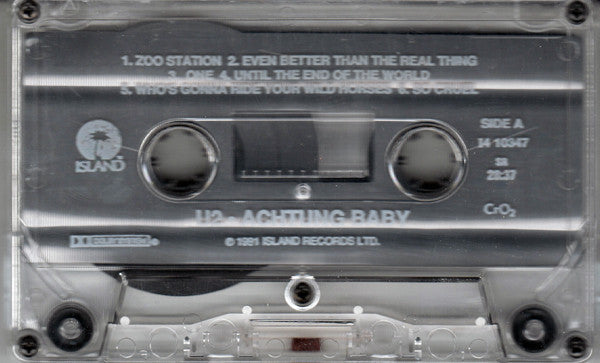 1. ZOO STATION 2. EVEN BETTER THAN THE REAL THING
3. ONE 4. UNTIL THE END OF THE WORLD
5. WHO'S GONNA RIDE YOUR WILD HORSES 6. SO CRUEL
ISLAND
SIDE A
14 10347
28:37
CrO2
U2 - ACHTUNG BABY
© 1991 ISLAND RECORDS LTD.